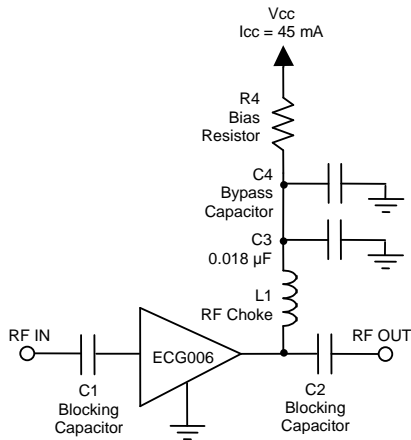 Vcc
Icc = 45 mA
R4
Bias
Resistor
C4
Bypass
Capacitor
C3
0.018 µF
L1
RF Choke
RF IN
ECG006
RF OUT
C1
Blocking
Capacitor
C2
Blocking
Capacitor